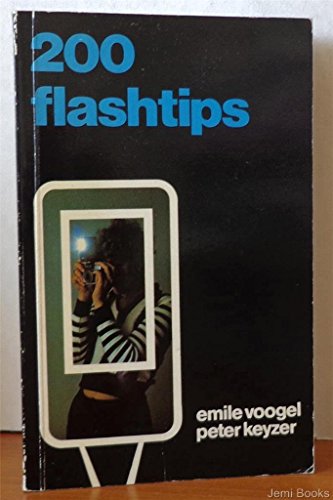 200
flashtips
emile voogel
peter keyzer
Jemi Books